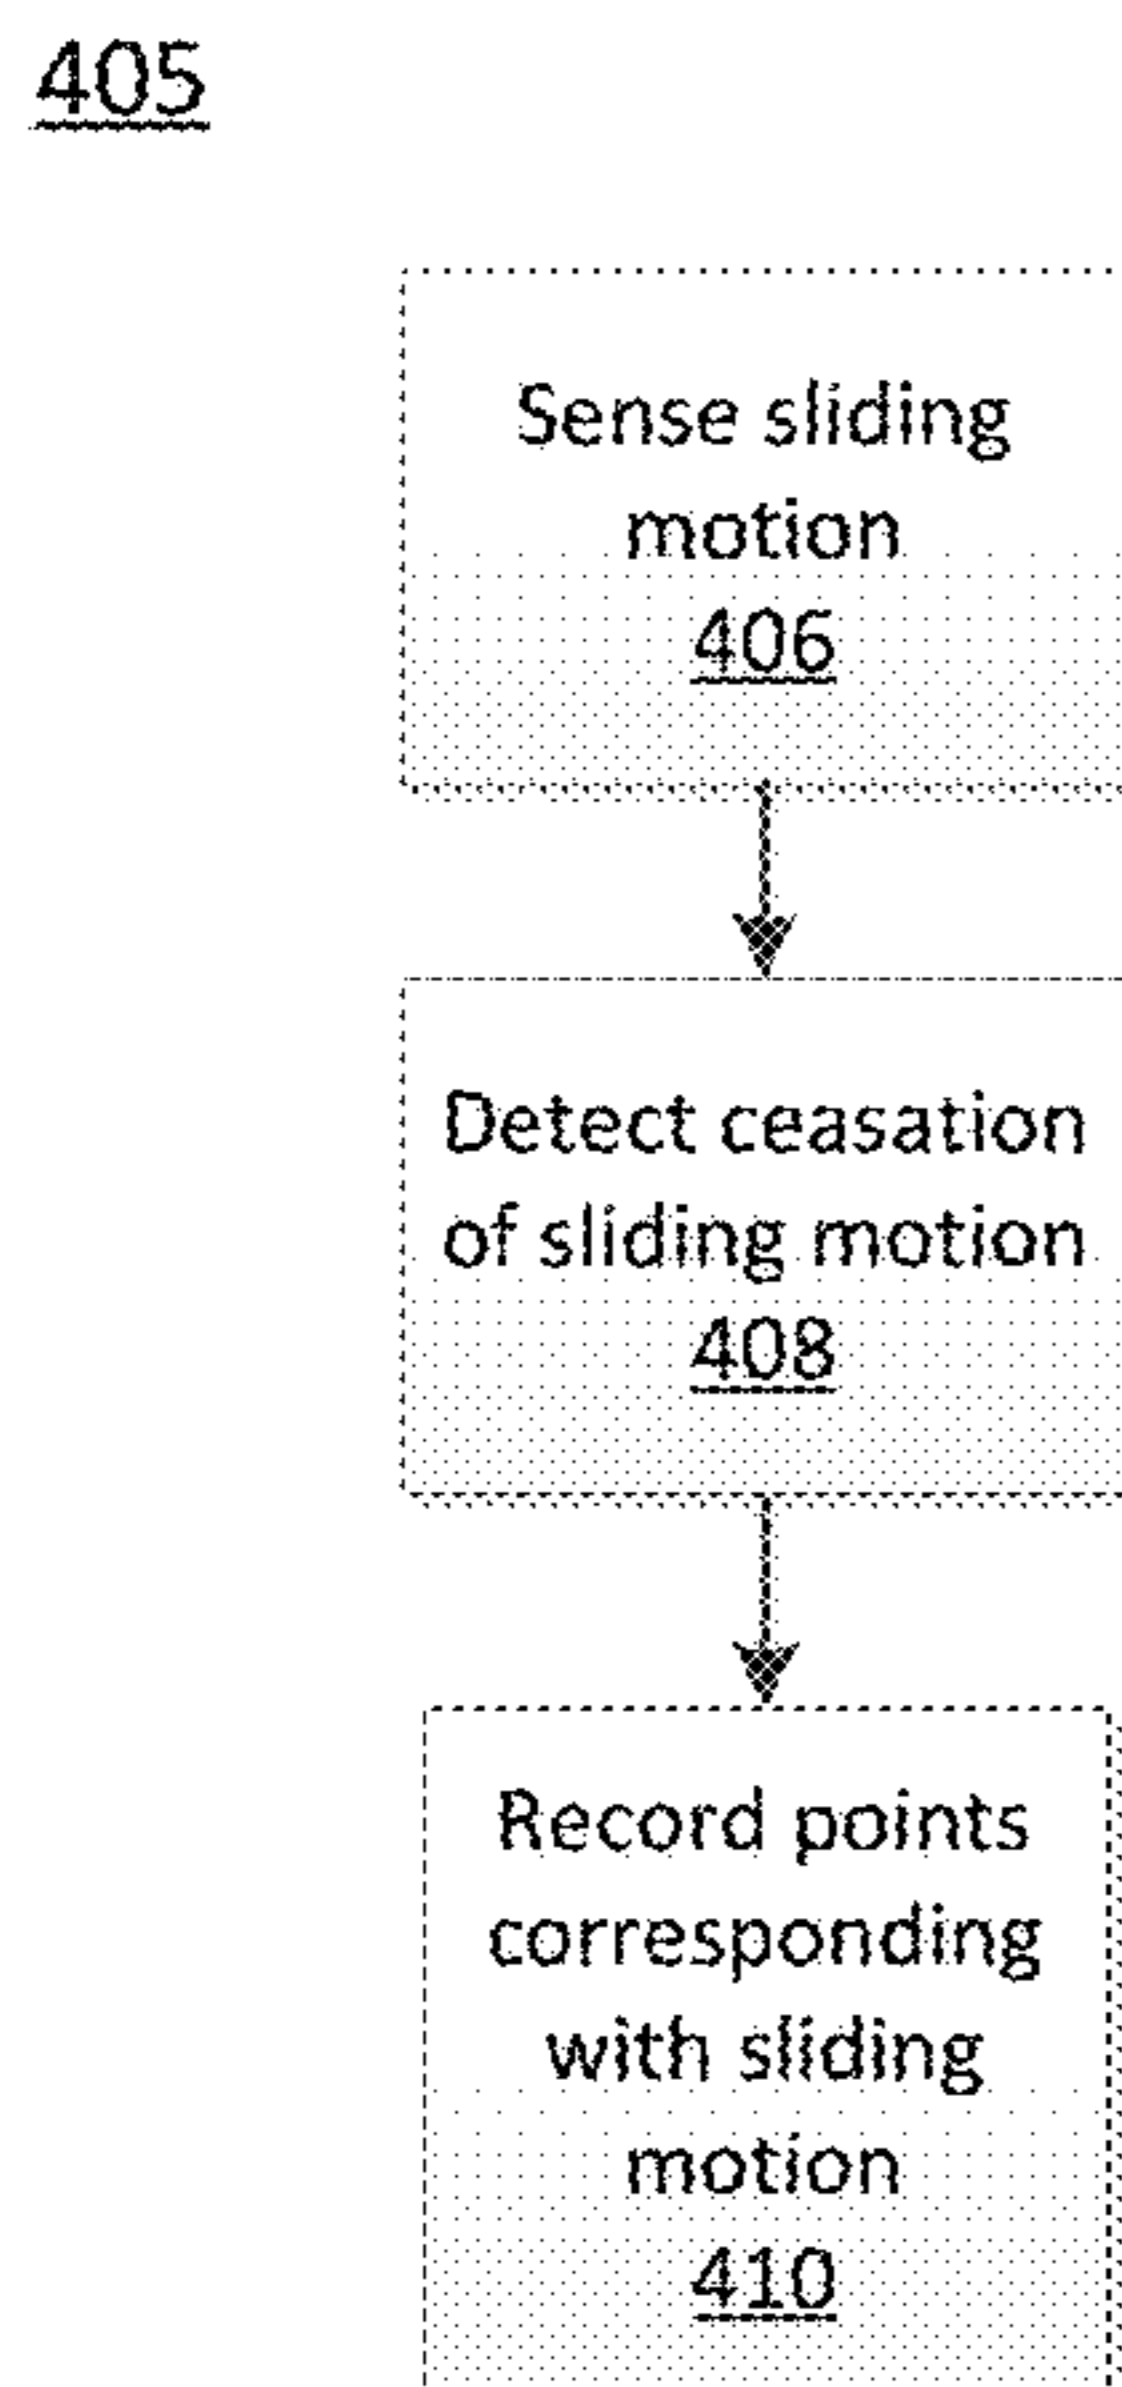 405
Sense sliding
motion
406
Detect ceasation
of sliding motion
408
Record points
corresponding
with sliding
motion
410